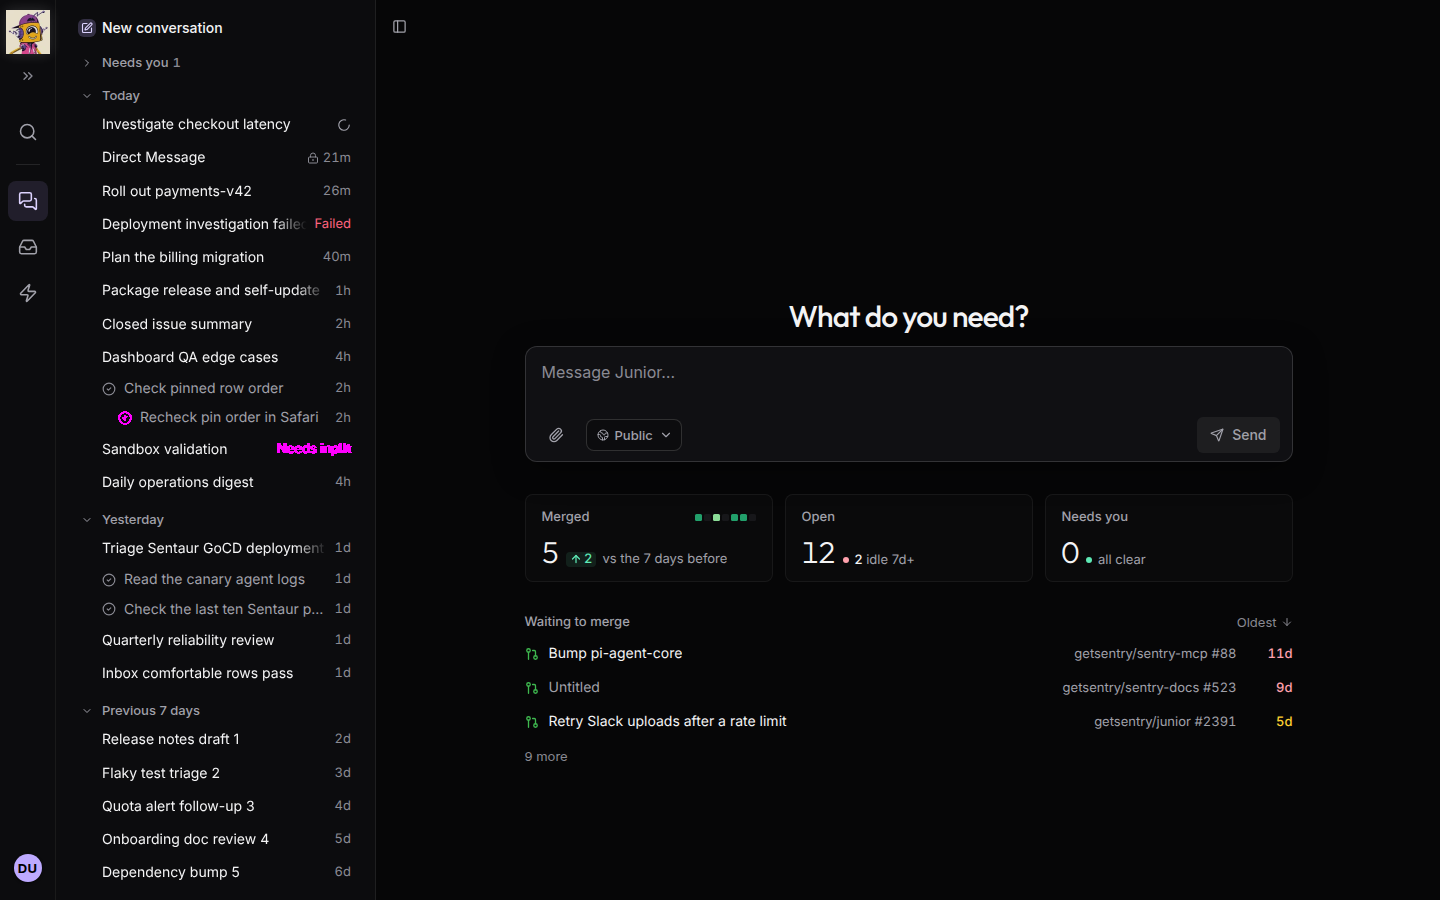 New conversation
Needs you 1
Today
Investigate checkout latency
Direct Message 21m
Roll out payments-v42 26m
Deployment investigation failed Failed
Plan the billing migration 40m
Package release and self-update 1h
Closed issue summary 2h
Dashboard QA edge cases 4h
Check pinned row order 2h
Recheck pin order in Safari 2h
Sandbox validation Needs input
Daily operations digest 4h
Yesterday
Triage Sentaur GoCD deployment 1d
Read the canary agent logs 1d
Check the last ten Sentaur p... 1d
Quarterly reliability review 1d
Inbox comfortable rows pass 1d
Previous 7 days
Release notes draft 1 2d
Flaky test triage 2 3d
Quota alert follow-up 3 4d
Onboarding doc review 4 5d
Dependency bump 5 6d
DU
What do you need?
Message Junior...
Public
Send
Merged
5 2 vs the 7 days before
Open
12 2 idle 7d+
Needs you
0 all clear
Waiting to merge Oldest
Bump pi-agent-core getsentry/sentry-mcp #88 11d
Untitled getsentry/sentry-docs #523 9d
Retry Slack uploads after a rate limit getsentry/junior #2391 5d
9 more